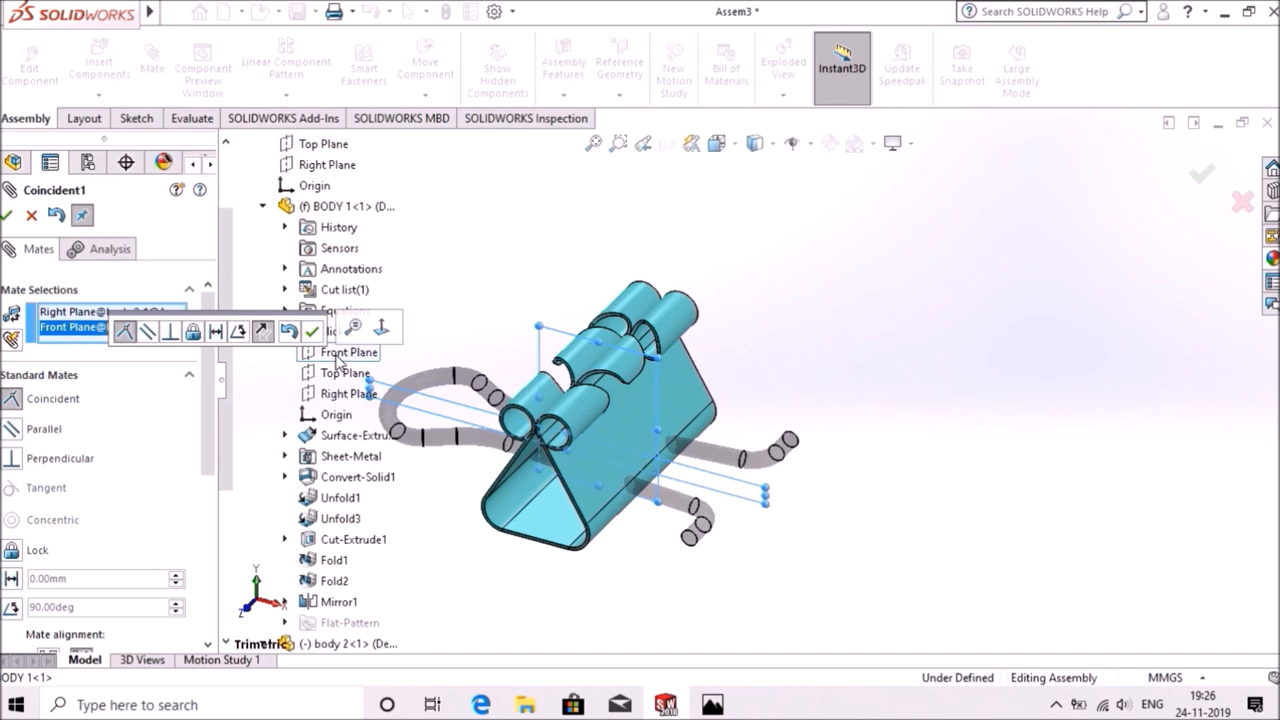 SOLIDWORKS
Assem3 *
Search SOLIDWORKS Help
?
Edit Component
Insert Components
Mate
Component Preview Window
Linear Component Pattern
Smart Fasteners
Move Component
Show Hidden Components
Assembly Features
Reference Geometry
New Motion Study
Bill of Materials
Exploded View
Instant3D
Update Speedpak
Take Snapshot
Large Assembly Mode
Assembly
Layout
Sketch
Evaluate
SOLIDWORKS Add-Ins
SOLIDWORKS MBD
SOLIDWORKS Inspection
Coincident1
Mates
Analysis
Mate Selections
Right Plane@
Front Plane@
Standard Mates
Coincident
Parallel
Perpendicular
Tangent
Concentric
Lock
0.00mm
90.00deg
Mate alignment:
Top Plane
Right Plane
Origin
(f) BODY 1<1> (D...
History
Sensors
Annotations
Cut list(1)
Front Plane
Top Plane
Right Plane
Origin
Surface-Extru...
Sheet-Metal
Convert-Solid1
Unfold1
Unfold3
Cut-Extrude1
Fold1
Fold2
Mirror1
Flat-Pattern
(-) body 2<1> (De...
Y
X
Z
Model
3D Views
Motion Study 1
ODY 1<1>
Under Defined
Editing Assembly
MMGS
Type here to search
SW
2018
ENG
19:26
24-11-2019